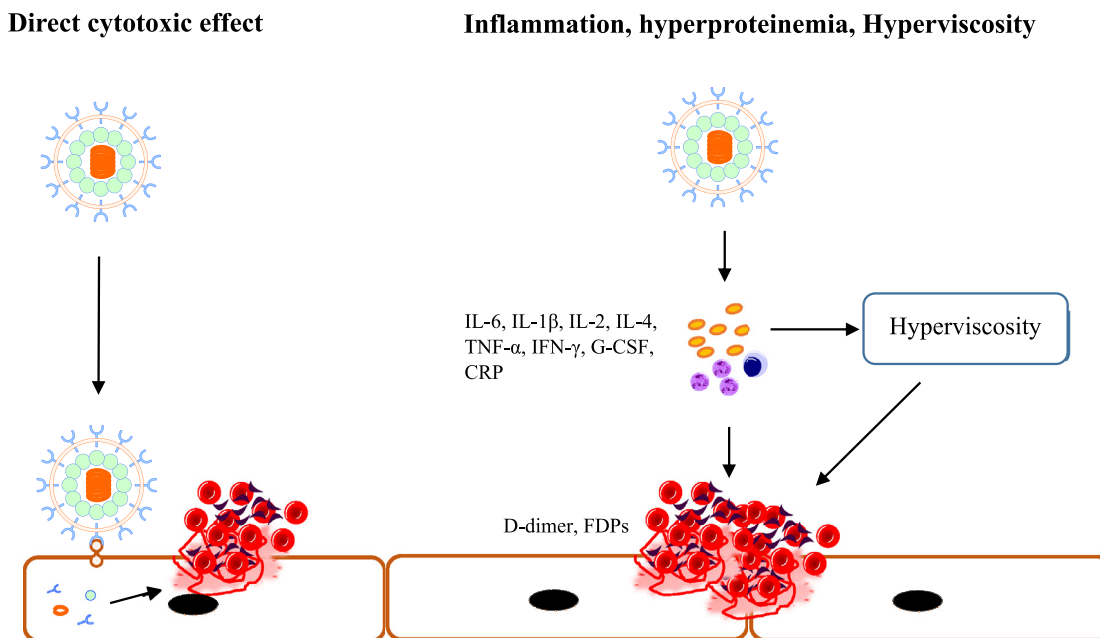 Direct cytotoxic effect
Inflammation, hyperproteinemia, Hyperviscosity
IL-6, IL-1β, IL-2, IL-4,
TNF-α, IFN-γ, G-CSF,
CRP
Hyperviscosity
D-dimer, FDPs